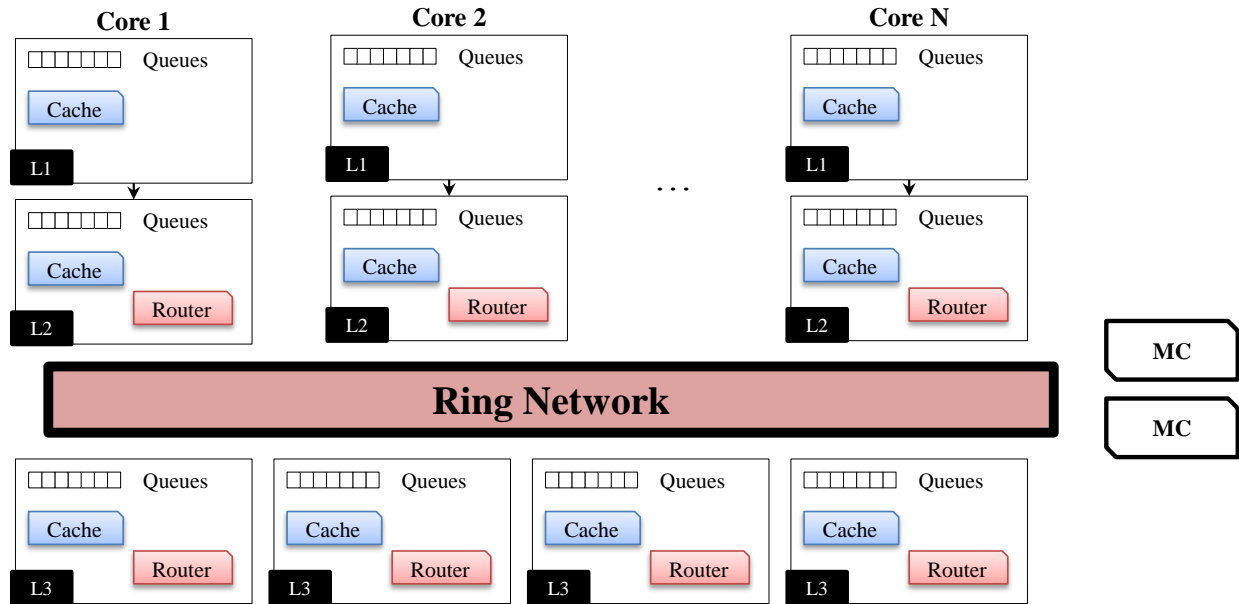 Core 1
Core 2
Core N
Queues
Queues
Queues
Cache
Cache
Cache
L1
L1
L1
. . .
Queues
Queues
Queues
Cache
Cache
Cache
Router
Router
Router
L2
L2
L2
MC
Ring Network
MC
Queues
Queues
Queues
Queues
Cache
Cache
Cache
Cache
Router
Router
Router
Router
L3
L3
L3
L3